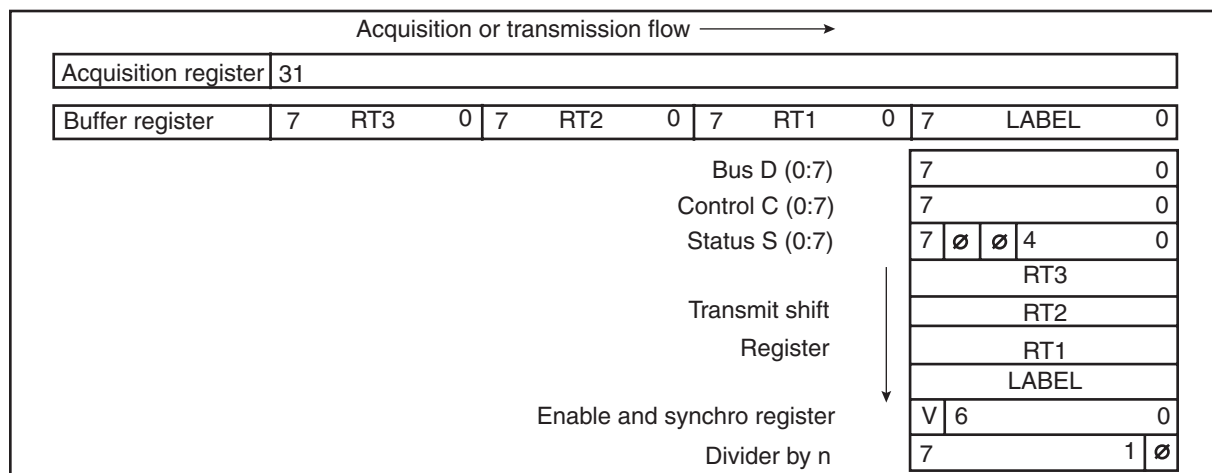 Acquisition or transmission flow
Acquisition register 31
Buffer register 7 RT3 0 7 RT2 0 7 RT1 0 7 LABEL 0
Bus D (0:7) 7 0
Control C (0:7) 7 0
Status S (0:7) 7 ø ø 4 0
RT3
Transmit shift RT2
Register RT1
LABEL
Enable and synchro register V 6 0
Divider by n 7 1 ø